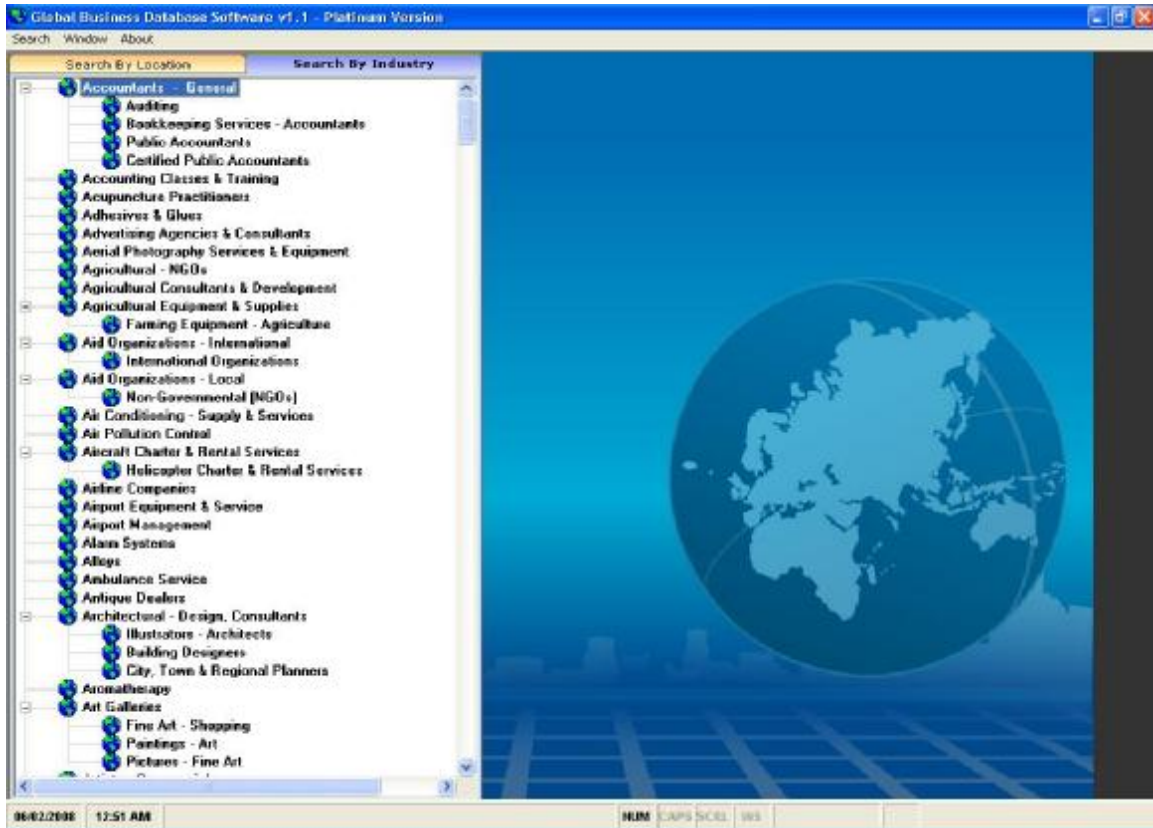 Global Business Database Software v1.1 - Platinum Version
Search Window About
Search By Location Search By Industry
Accountants - General
Auditing
Bookkeeping Services - Accountants
Public Accountants
Certified Public Accountants
Accounting Classes & Training
Acupuncture Practitioners
Adhesives & Glues
Advertising Agencies & Consultants
Aerial Photography Services & Equipment
Agricultural - NGOs
Agricultural Consultants & Development
Agricultural Equipment & Supplies
Farming Equipment - Agriculture
Aid Organizations - International
International Organizations
Aid Organizations - Local
Non-Governmental (NGOs)
Air Conditioning - Supply & Services
Air Pollution Control
Aircraft Charter & Rental Services
Helicopter Charter & Rental Services
Airline Companies
Airport Equipment & Service
Airport Management
Alarm Systems
Alloys
Ambulance Service
Antique Dealers
Architectural - Design, Consultants
Illustrators - Architects
Building Designers
City, Town & Regional Planners
Aromatherapy
Art Galleries
Fine Art - Shopping
Paintings - Art
Pictures - Fine Art
06/02/2008 12:51 AM NUM CAPS SCRL INS